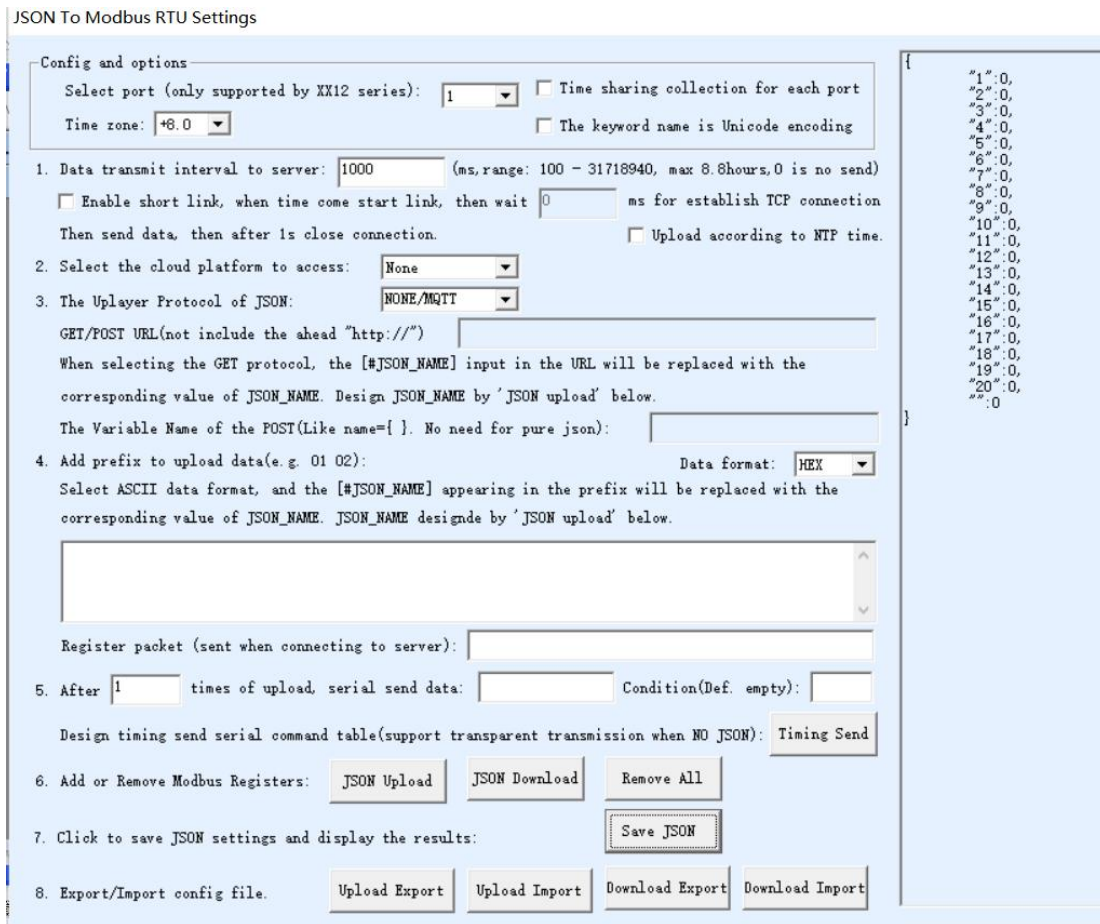 JSON To Modbus RTU Settings
Config and options
Select port (only supported by XX12 series): 1 Time sharing collection for each port
Time zone: +8.0 The keyword name is Unicode encoding
1. Data transmit interval to server: 1000 (ms,range: 100 - 31718940, max 8.8hours,0 is no send)
Enable short link, when time come start link, then wait 0 ms for establish TCP connection
Then send data, then after 1s close connection. Upload according to NTP time.
2. Select the cloud platform to access: None
3. The Uplayer Protocol of JSON: NONE/MQTT
GET/POST URL(not include the ahead "http://")
When selecting the GET protocol, the [#JSON_NAME] input in the URL will be replaced with the
corresponding value of JSON_NAME. Design JSON_NAME by 'JSON upload' below.
The Variable Name of the POST(Like name={ }. No need for pure json):
4. Add prefix to upload data(e.g. 01 02): Data format: HEX
Select ASCII data format, and the [#JSON_NAME] appearing in the prefix will be replaced with the
corresponding value of JSON_NAME. JSON_NAME designde by 'JSON upload' below.
Register packet (sent when connecting to server):
5. After 1 times of upload, serial send data: Condition(Def. empty):
Design timing send serial command table(support transparent transmission when NO JSON): Timing Send
6. Add or Remove Modbus Registers: JSON Upload JSON Download Remove All
7. Click to save JSON settings and display the results: Save JSON
8. Export/Import config file. Upload Export Upload Import Download Export Download Import
{
"1":0,
"2":0,
"3":0,
"4":0,
"5":0,
"6":0,
"7":0,
"8":0,
"9":0,
"10":0,
"11":0,
"12":0,
"13":0,
"14":0,
"15":0,
"16":0,
"17":0,
"18":0,
"19":0,
"20":0,
"":0
}